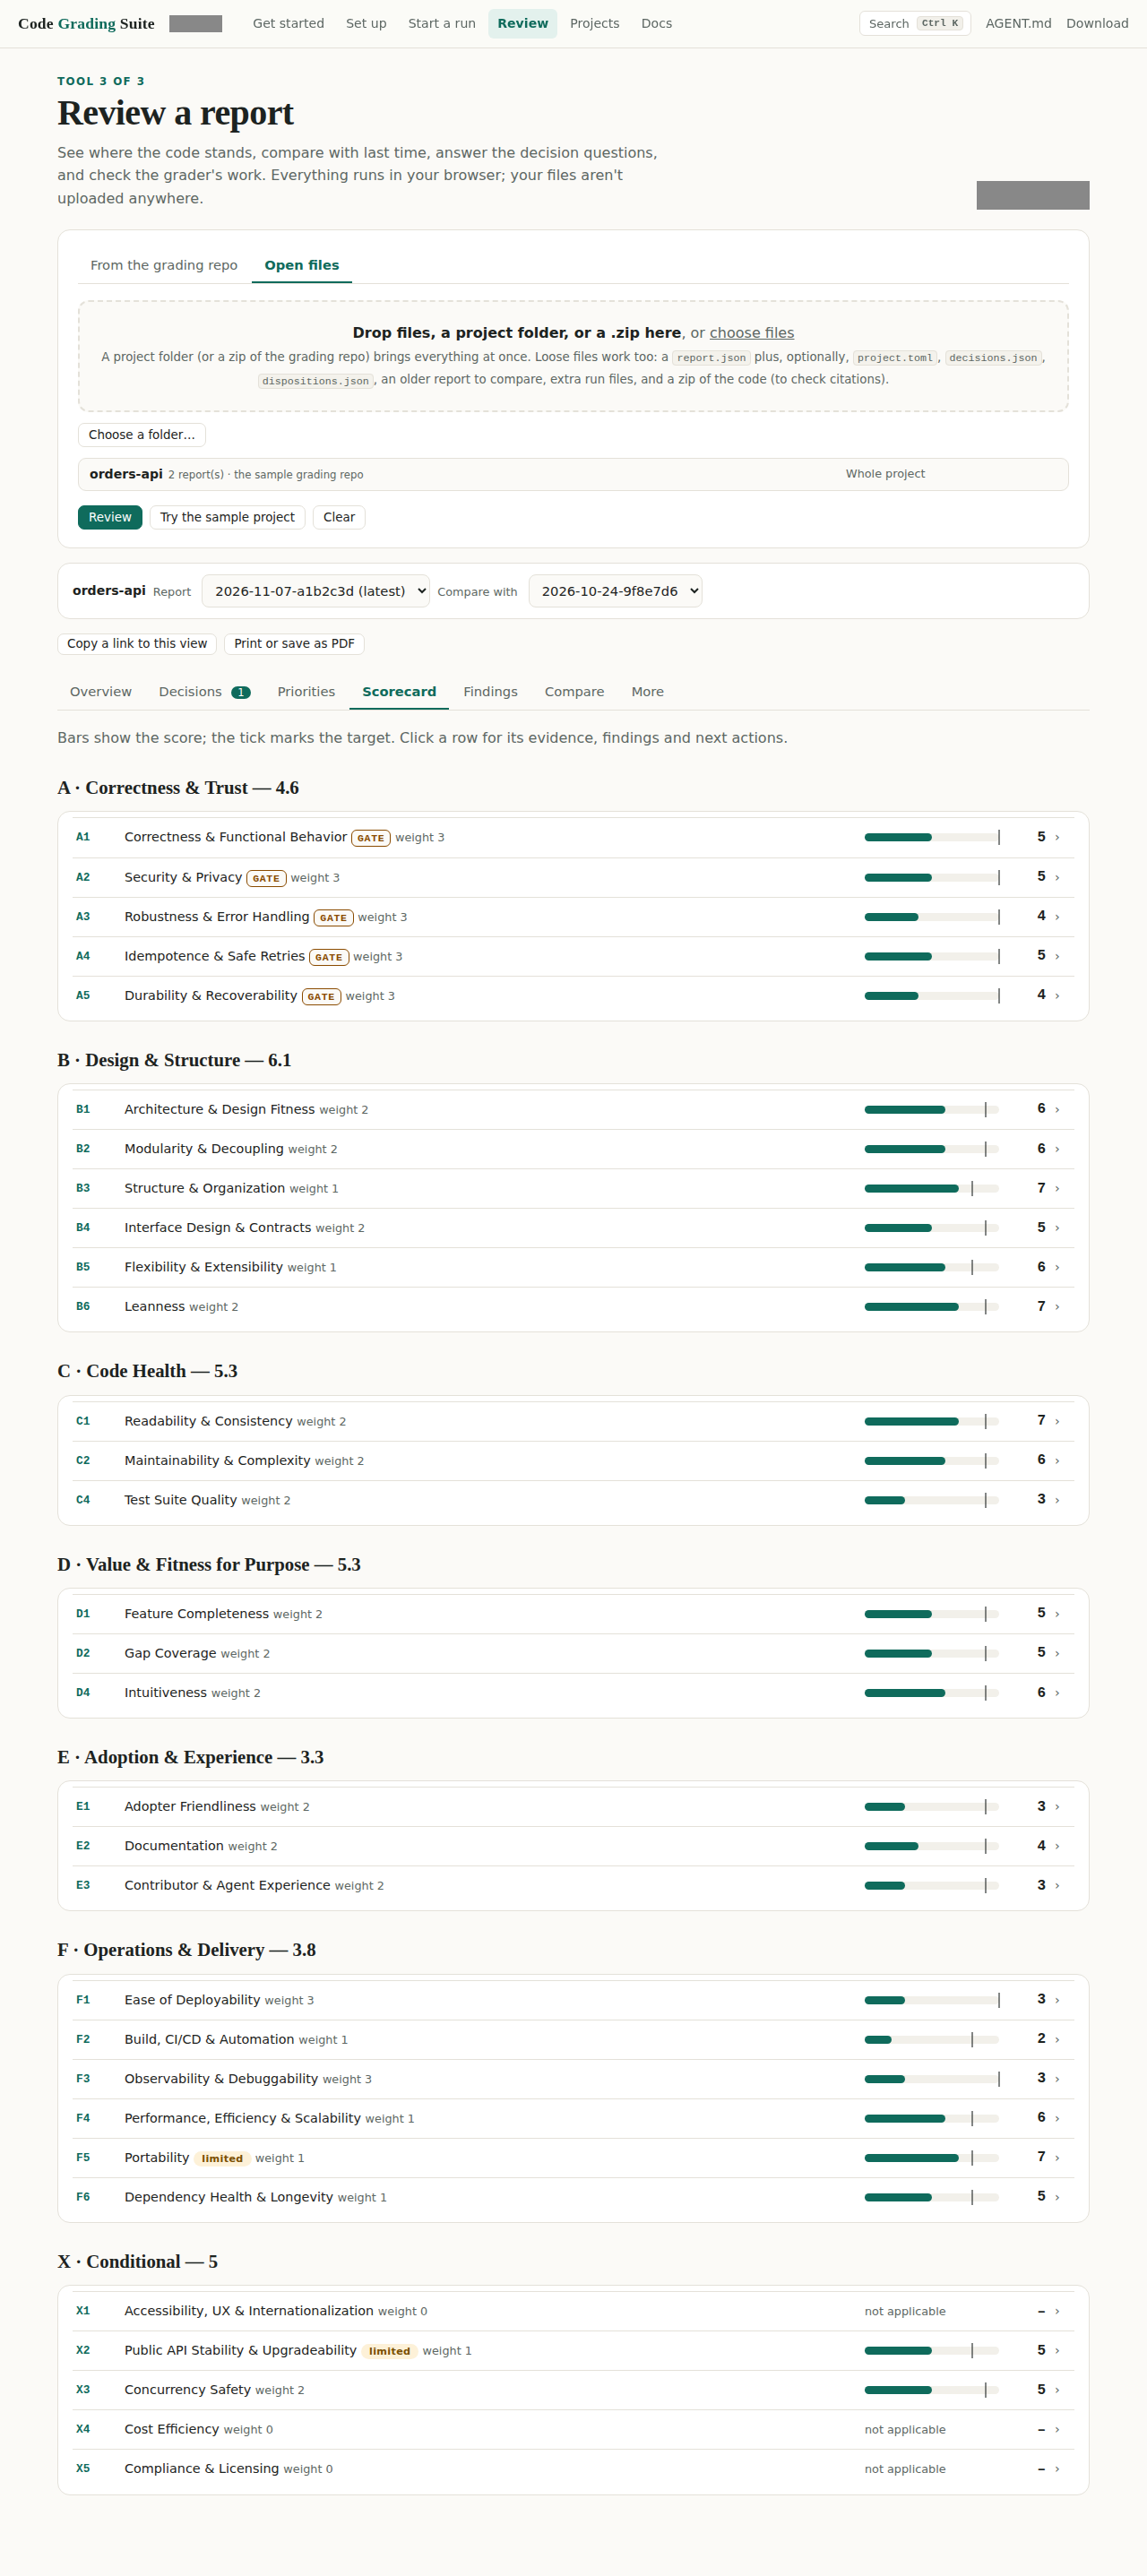 Code Grading Suite Get started Set up Start a run Review Projects Docs Search Ctrl K AGENT.md Download
TOOL 3 OF 3
Review a report
See where the code stands, compare with last time, answer the decision questions,
and check the grader's work. Everything runs in your browser; your files aren't
uploaded anywhere.
From the grading repo Open files
Drop files, a project folder, or a .zip here, or choose files
A project folder (or a zip of the grading repo) brings everything at once. Loose files work too: a report.json plus, optionally, project.toml, decisions.json,
dispositions.json, an older report to compare, extra run files, and a zip of the code (to check citations).
Choose a folder…
orders-api 2 report(s) · the sample grading repo Whole project
Review Try the sample project Clear
orders-api Report 2026-11-07-a1b2c3d (latest) Compare with 2026-10-24-9f8e7d6
Copy a link to this view Print or save as PDF
Overview Decisions 1 Priorities Scorecard Findings Compare More
Bars show the score; the tick marks the target. Click a row for its evidence, findings and next actions.
A · Correctness & Trust — 4.6
A1 Correctness & Functional Behavior GATE weight 3 5 ›
A2 Security & Privacy GATE weight 3 5 ›
A3 Robustness & Error Handling GATE weight 3 4 ›
A4 Idempotence & Safe Retries GATE weight 3 5 ›
A5 Durability & Recoverability GATE weight 3 4 ›
B · Design & Structure — 6.1
B1 Architecture & Design Fitness weight 2 6 ›
B2 Modularity & Decoupling weight 2 6 ›
B3 Structure & Organization weight 1 7 ›
B4 Interface Design & Contracts weight 2 5 ›
B5 Flexibility & Extensibility weight 1 6 ›
B6 Leanness weight 2 7 ›
C · Code Health — 5.3
C1 Readability & Consistency weight 2 7 ›
C2 Maintainability & Complexity weight 2 6 ›
C4 Test Suite Quality weight 2 3 ›
D · Value & Fitness for Purpose — 5.3
D1 Feature Completeness weight 2 5 ›
D2 Gap Coverage weight 2 5 ›
D4 Intuitiveness weight 2 6 ›
E · Adoption & Experience — 3.3
E1 Adopter Friendliness weight 2 3 ›
E2 Documentation weight 2 4 ›
E3 Contributor & Agent Experience weight 2 3 ›
F · Operations & Delivery — 3.8
F1 Ease of Deployability weight 3 3 ›
F2 Build, CI/CD & Automation weight 1 2 ›
F3 Observability & Debuggability weight 3 3 ›
F4 Performance, Efficiency & Scalability weight 1 6 ›
F5 Portability limited weight 1 7 ›
F6 Dependency Health & Longevity weight 1 5 ›
X · Conditional — 5
X1 Accessibility, UX & Internationalization weight 0 not applicable – ›
X2 Public API Stability & Upgradeability limited weight 1 5 ›
X3 Concurrency Safety weight 2 5 ›
X4 Cost Efficiency weight 0 not applicable – ›
X5 Compliance & Licensing weight 0 not applicable – ›